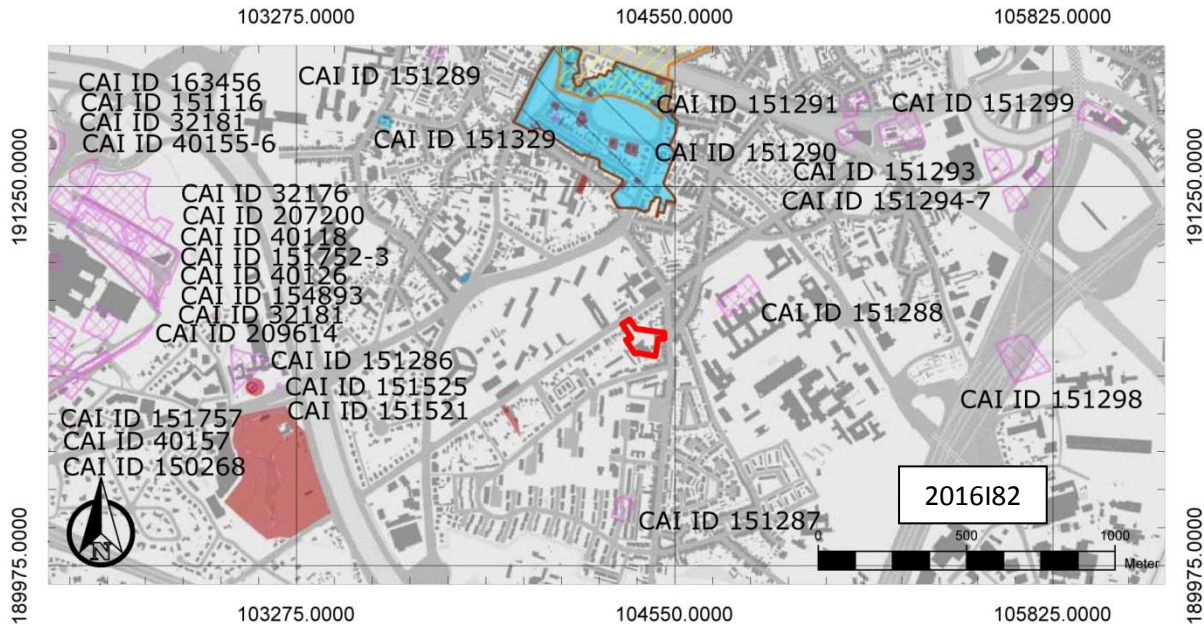 103275.0000 104550.0000 105825.0000
CAI ID 163456
CAI ID 151116
CAI ID 32181
CAI ID 40155-6
CAI ID 151289
CAI ID 151329
CAI ID 151291
CAI ID 151299
CAI ID 151290
CAI ID 151293
CAI ID 151294-7
191250.0000
191250.0000
CAI ID 32176
CAI ID 207200
CAI ID 40118
CAI ID 151752-3
CAI ID 40126
CAI ID 154893
CAI ID 32181
CAI ID 209614
CAI ID 151288
CAI ID 151286
CAI ID 151525
CAI ID 151521
CAI ID 151298
CAI ID 151757
CAI ID 40157
CAI ID 150268
2016I82
CAI ID 151287
N
0 500 1000
Meter
189975.0000
189975.0000
103275.0000 104550.0000 105825.0000